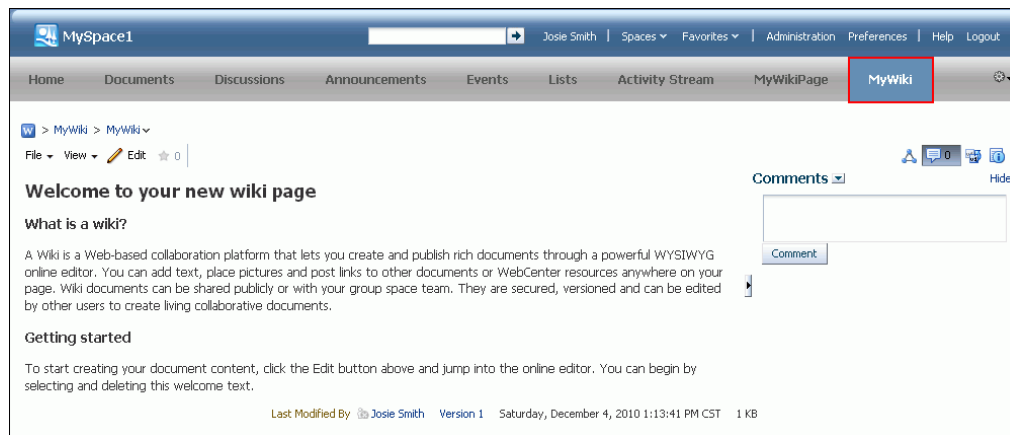 MySpace1 Josie Smith | Spaces Favorites | Administration Preferences | Help Logout
Home Documents Discussions Announcements Events Lists Activity Stream MyWikiPage MyWiki
W > MyWiki > MyWiki
File View Edit 0 0
Welcome to your new wiki page
Comments Hide
What is a wiki?
A Wiki is a Web-based collaboration platform that lets you create and publish rich documents through a powerful WYSIWYG
online editor. You can add text, place pictures and post links to other documents or WebCenter resources anywhere on your
page. Wiki documents can be shared publicly or with your group space team. They are secured, versioned and can be edited
by other users to create living collaborative documents.
Comment
Getting started
To start creating your document content, click the Edit button above and jump into the online editor. You can begin by
selecting and deleting this welcome text.
Last Modified By Josie Smith Version 1 Saturday, December 4, 2010 1:13:41 PM CST 1 KB